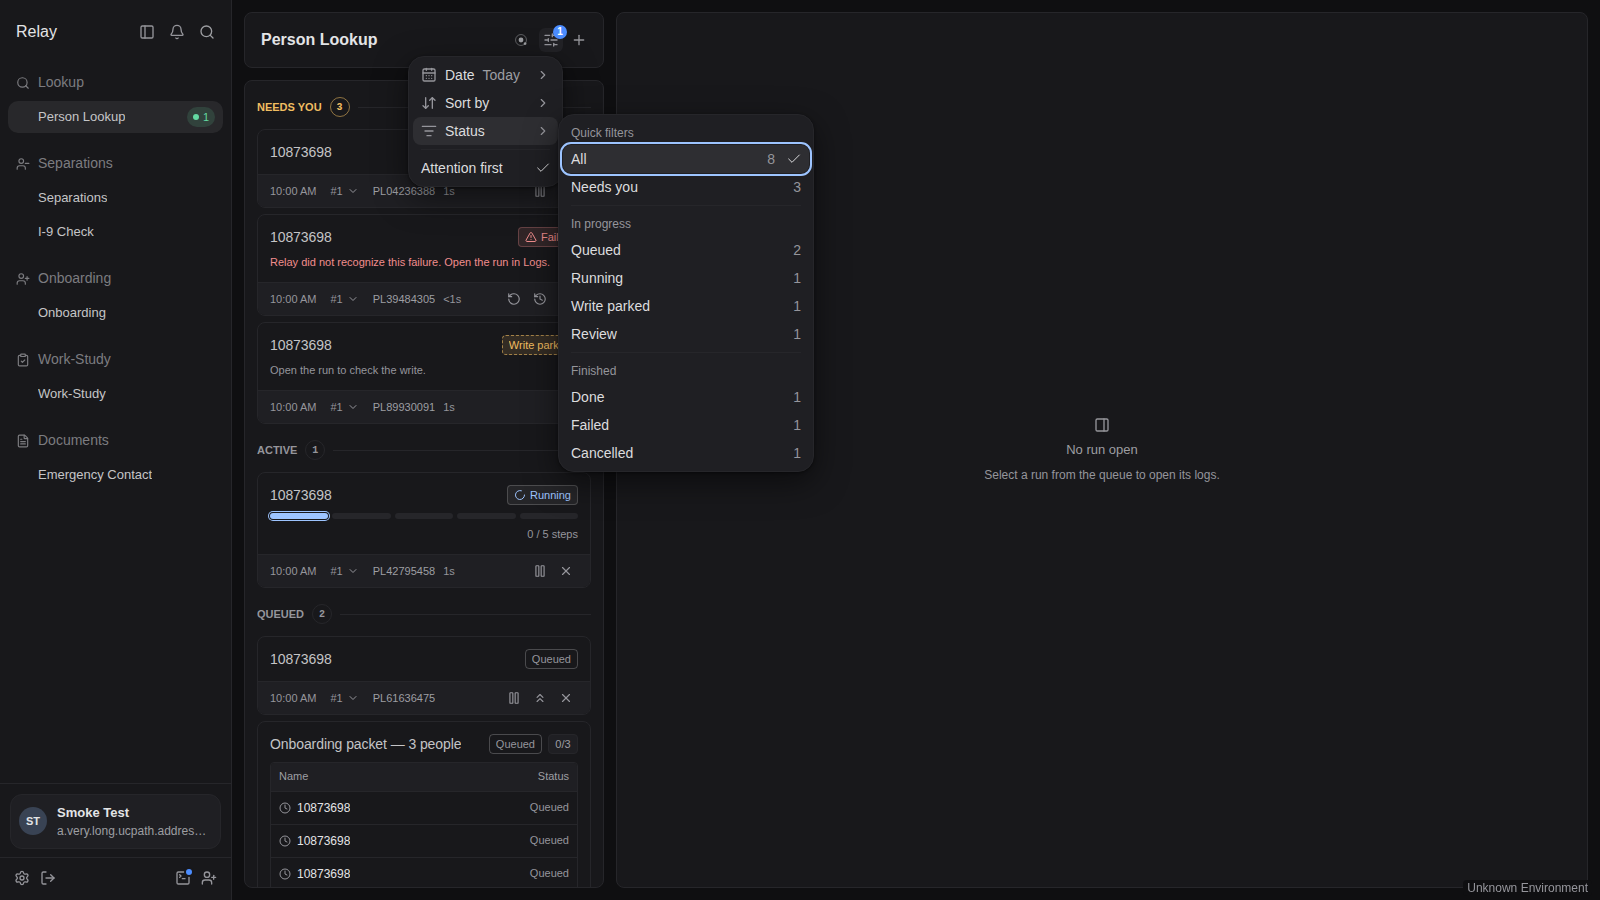 Relay
Lookup
Person Lookup 1
Separations
Separations
I-9 Check
Onboarding
Onboarding
Work-Study
Work-Study
Documents
Emergency Contact
ST
Smoke Test
a.very.long.ucpath.addres…
Person Lookup
1
Date Today
Sort by
Status
Attention first
Quick filters
All 8
Needs you 3
In progress
Queued 2
Running 1
Write parked 1
Review 1
Finished
Done 1
Failed 1
Cancelled 1
NEEDS YOU 3
10873698
10:00 AM #1 PL04236388 1s
10873698
Relay did not recognize this failure. Open the run in Logs.
10:00 AM #1 PL39484305 <1s
10873698
Open the run to check the write.
10:00 AM #1 PL89930091 1s
ACTIVE 1
10873698 Running
0 / 5 steps
10:00 AM #1 PL42795458 1s
QUEUED 2
10873698 Queued
10:00 AM #1 PL61636475
Onboarding packet — 3 people Queued 0/3
Name Status
10873698 Queued
10873698 Queued
10873698 Queued
No run open
Select a run from the queue to open its logs.
Unknown Environment